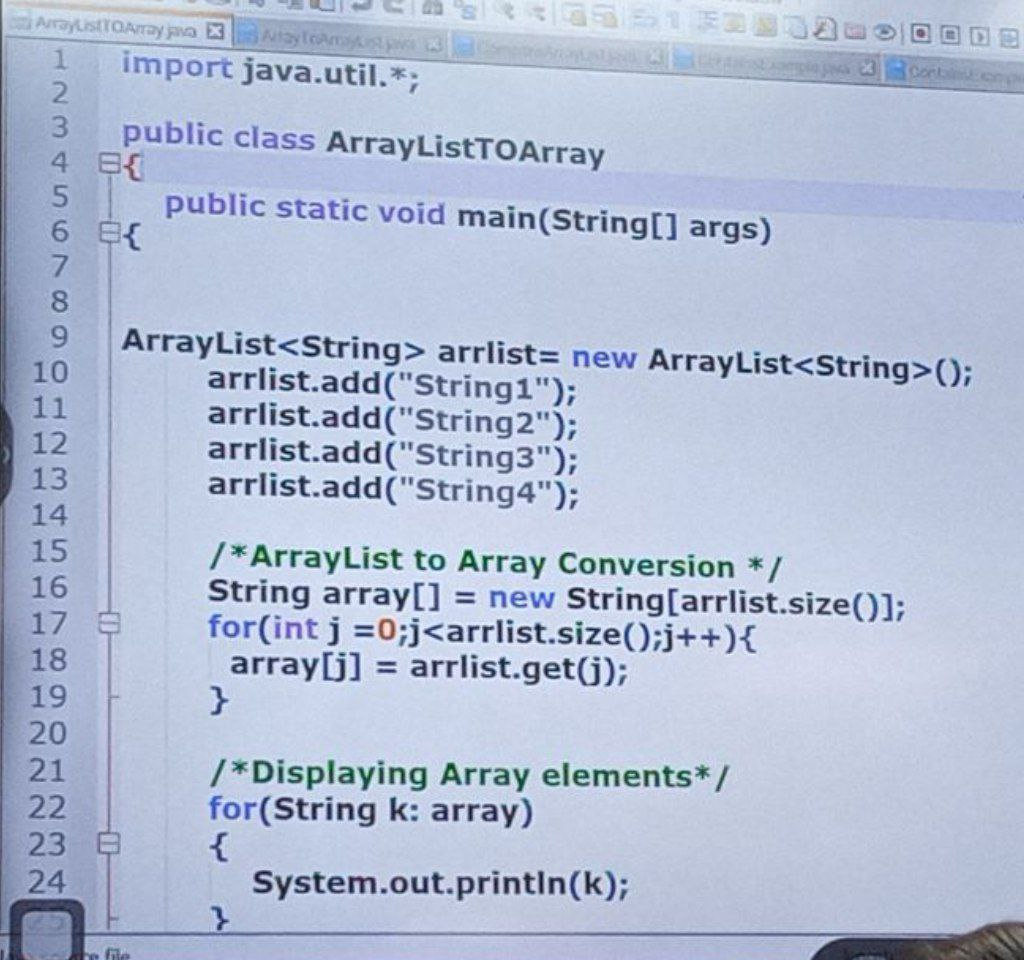 ArrayListTOArray.java
ArrayToArrayList.java
1 import java.util.*;
2
3 public class ArrayListTOArray
4 {
5 public static void main(String[] args)
6 {
7
8
9 ArrayList<String> arrlist= new ArrayList<String>();
10 arrlist.add("String1");
11 arrlist.add("String2");
12 arrlist.add("String3");
13 arrlist.add("String4");
14
15 /*ArrayList to Array Conversion */
16 String array[] = new String[arrlist.size()];
17 for(int j =0;j<arrlist.size();j++){
18 array[j] = arrlist.get(j);
19 }
20
21 /*Displaying Array elements*/
22 for(String k: array)
23 {
24 System.out.println(k);
}
file